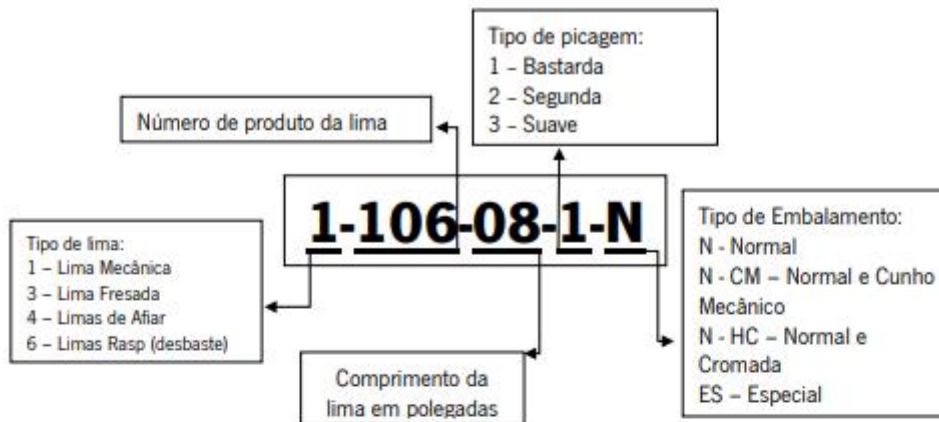 Tipo de picagem:
1 – Bastarda
2 – Segunda
3 – Suave
Número de produto da lima
1-106-08-1-N
Tipo de lima:
1 – Lima Mecânica
3 – Lima Fresada
4 – Limas de Afiar
6 – Limas Rasp (desbaste)
Tipo de Embalamento:
N - Normal
N - CM – Normal e Cunho
Mecânico
N - HC – Normal e
Cromada
ES – Especial
Comprimento da
lima em polegadas